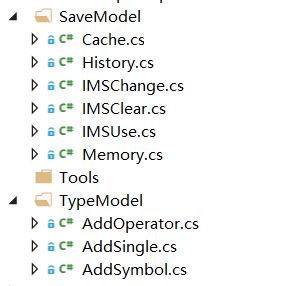 SaveModel
C# Cache.cs
C# History.cs
C# IMSChange.cs
C# IMSClear.cs
C# IMSUse.cs
C# Memory.cs
Tools
TypeModel
C# AddOperator.cs
C# AddSingle.cs
C# AddSymbol.cs